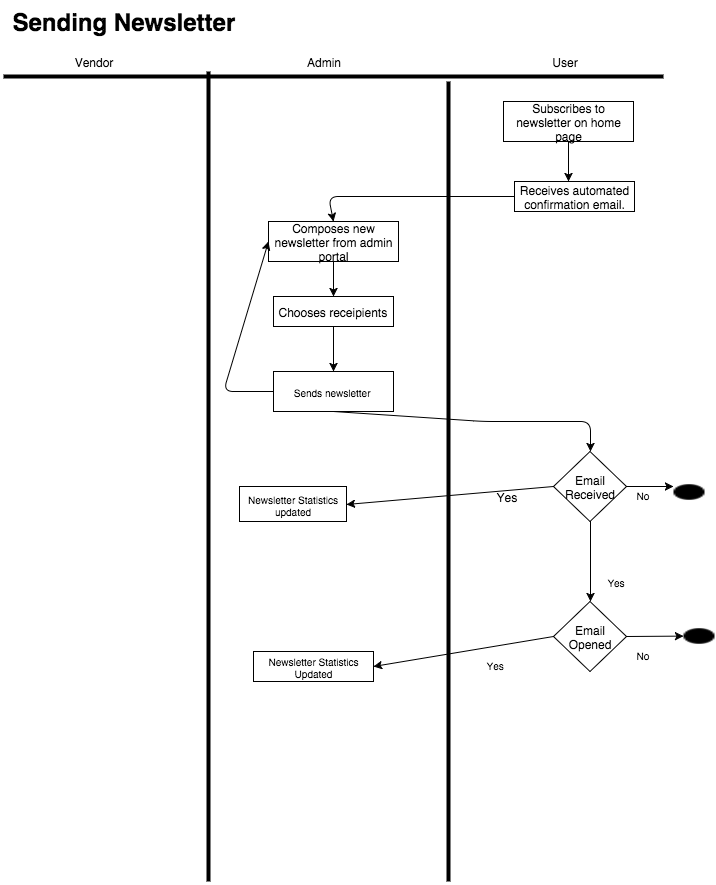 Sending Newsletter
Vendor
Admin
User
Subscribes to
newsletter on home
page
Receives automated
confirmation email.
Composes new
newsletter from admin
portal
Chooses receipients
Sends newsletter
Email
Received
No
Yes
Newsletter Statistics
updated
Yes
Email
Opened
No
Yes
Newsletter Statistics
Updated